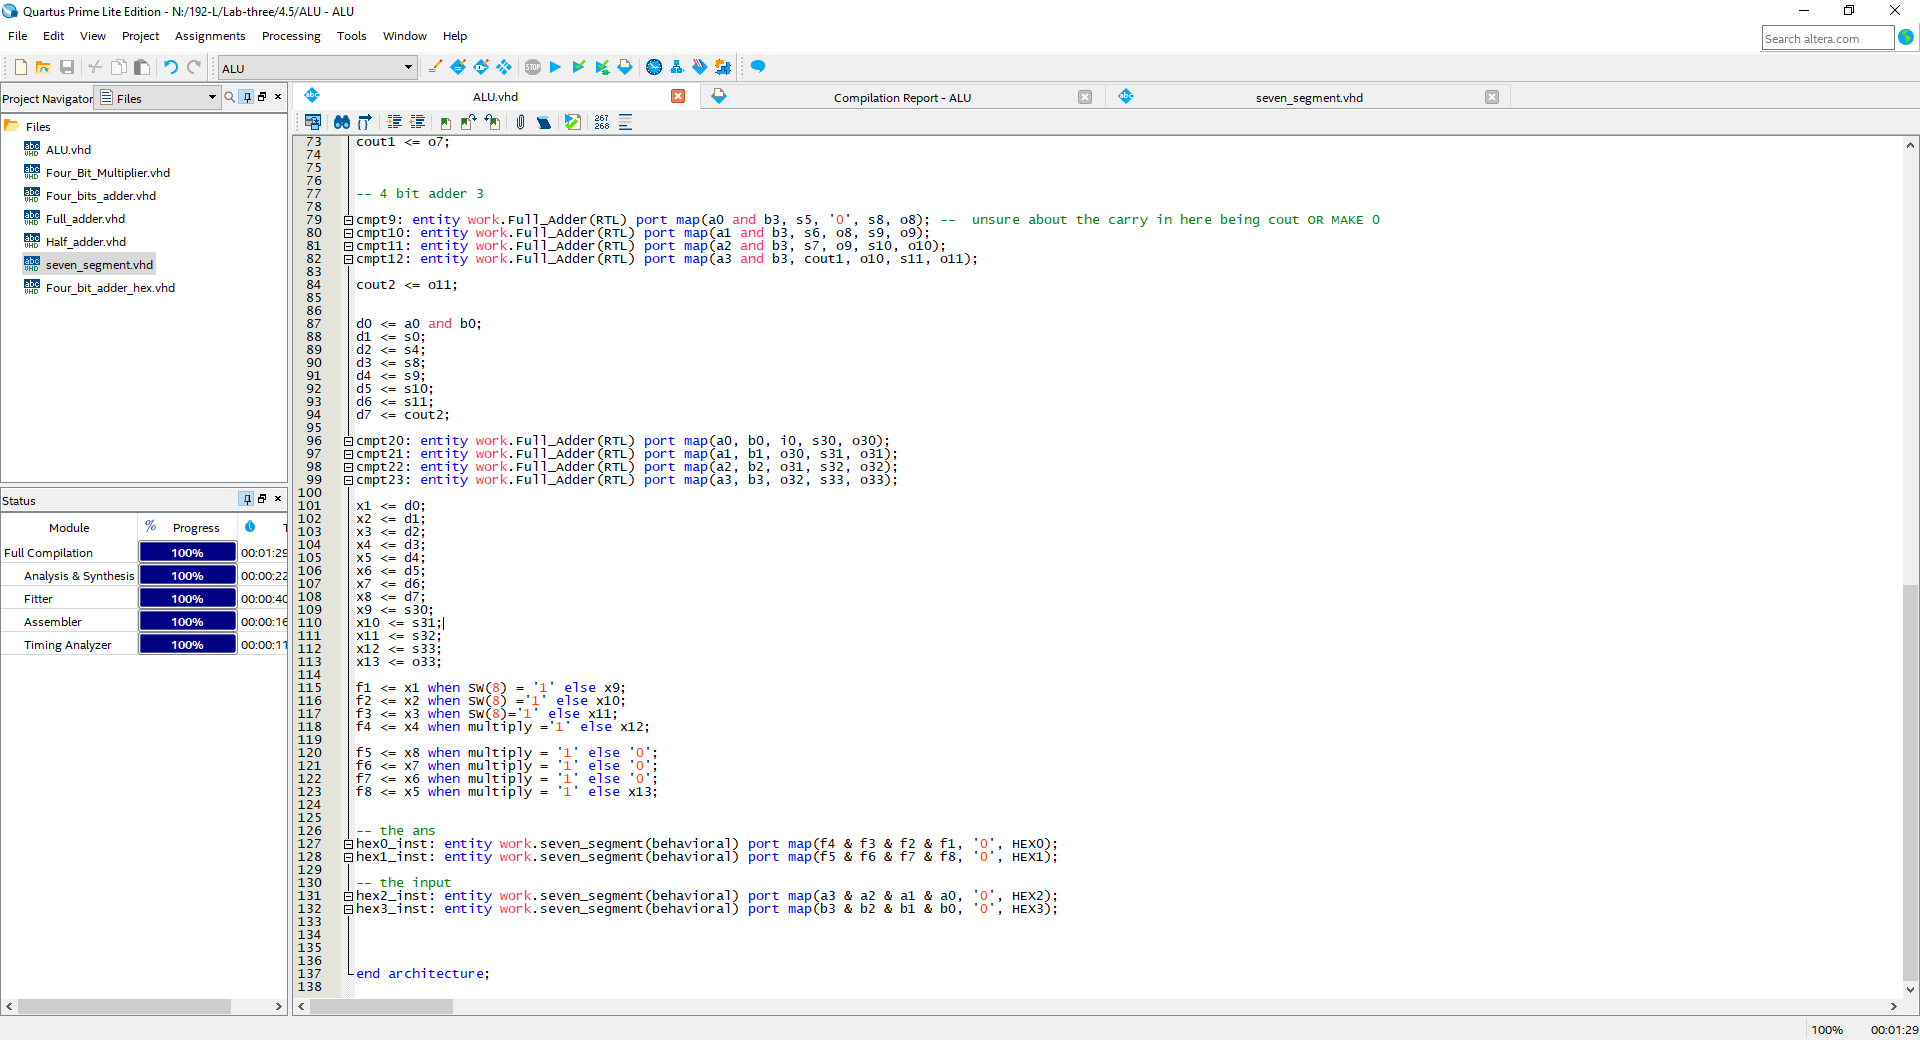 Quartus Prime Lite Edition - N:/192-L/Lab-three/4.5/ALU - ALU
File Edit View Project Assignments Processing Tools Window Help
Search altera.com
ALU
Project Navigator Files
ALU.vhd
Compilation Report - ALU
seven_segment.vhd
Files
ALU.vhd
Four_Bit_Multiplier.vhd
Four_bits_adder.vhd
Full_adder.vhd
Half_adder.vhd
seven_segment.vhd
Four_bit_adder_hex.vhd
Status
Module % Progress T
Full Compilation 100% 00:01:29
Analysis & Synthesis 100% 00:00:22
Fitter 100% 00:00:40
Assembler 100% 00:00:16
Timing Analyzer 100% 00:00:11
267
268
73 cout1 <= o7;
74
75
76
77 -- 4 bit adder 3
78
79 cmpt9: entity work.Full_Adder(RTL) port map(a0 and b3, s5, '0', s8, o8); -- unsure about the carry in here being cout OR MAKE 0
80 cmpt10: entity work.Full_Adder(RTL) port map(a1 and b3, s6, o8, s9, o9);
81 cmpt11: entity work.Full_Adder(RTL) port map(a2 and b3, s7, o9, s10, o10);
82 cmpt12: entity work.Full_Adder(RTL) port map(a3 and b3, cout1, o10, s11, o11);
83
84 cout2 <= o11;
85
86
87 d0 <= a0 and b0;
88 d1 <= s0;
89 d2 <= s4;
90 d3 <= s8;
91 d4 <= s9;
92 d5 <= s10;
93 d6 <= s11;
94 d7 <= cout2;
95
96 cmpt20: entity work.Full_Adder(RTL) port map(a0, b0, i0, s30, o30);
97 cmpt21: entity work.Full_Adder(RTL) port map(a1, b1, o30, s31, o31);
98 cmpt22: entity work.Full_Adder(RTL) port map(a2, b2, o31, s32, o32);
99 cmpt23: entity work.Full_Adder(RTL) port map(a3, b3, o32, s33, o33);
100
101 x1 <= d0;
102 x2 <= d1;
103 x3 <= d2;
104 x4 <= d3;
105 x5 <= d4;
106 x6 <= d5;
107 x7 <= d6;
108 x8 <= d7;
109 x9 <= s30;
110 x10 <= s31;
111 x11 <= s32;
112 x12 <= s33;
113 x13 <= o33;
114
115 f1 <= x1 when SW(8) = '1' else x9;
116 f2 <= x2 when SW(8) ='1' else x10;
117 f3 <= x3 when SW(8)='1' else x11;
118 f4 <= x4 when multiply ='1' else x12;
119
120 f5 <= x8 when multiply = '1' else '0';
121 f6 <= x7 when multiply = '1' else '0';
122 f7 <= x6 when multiply = '1' else '0';
123 f8 <= x5 when multiply = '1' else x13;
124
125
126 -- the ans
127 hex0_inst: entity work.seven_segment(behavioral) port map(f4 & f3 & f2 & f1, '0', HEX0);
128 hex1_inst: entity work.seven_segment(behavioral) port map(f5 & f6 & f7 & f8, '0', HEX1);
129
130 -- the input
131 hex2_inst: entity work.seven_segment(behavioral) port map(a3 & a2 & a1 & a0, '0', HEX2);
132 hex3_inst: entity work.seven_segment(behavioral) port map(b3 & b2 & b1 & b0, '0', HEX3);
133
134
135
136
137 end architecture;
138
100% 00:01:29